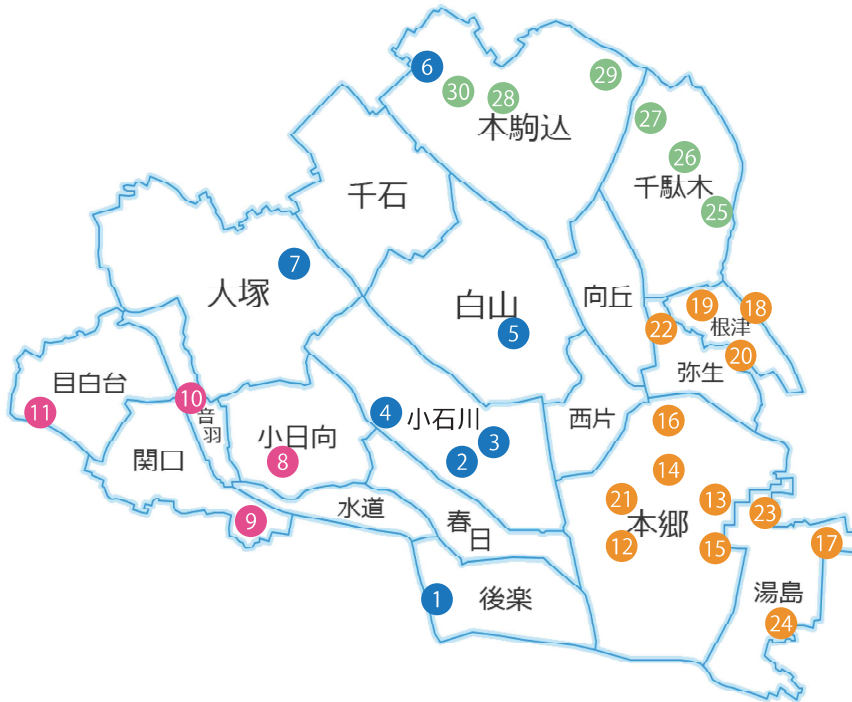 6
29
30
28
木駒込
27
26
千駄木
25
千石
7
人塚
白山
5
向丘
19
18
根津
22
20
弥生
目白台
11
10
音羽
関口
小日向
8
4
小石川
3
2
西片
16
14
21
13
本郷
12
15
23
17
湯島
24
9
水道
春日
1
後楽